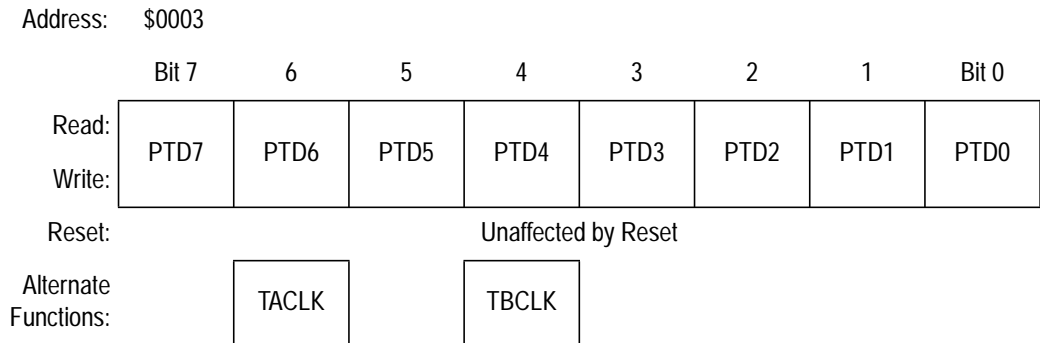 Address: $0003
Bit 7 6 5 4 3 2 1 Bit 0
Read:
PTD7 PTD6 PTD5 PTD4 PTD3 PTD2 PTD1 PTD0
Write:
Reset: Unaffected by Reset
Alternate
Functions: TACLK TBCLK